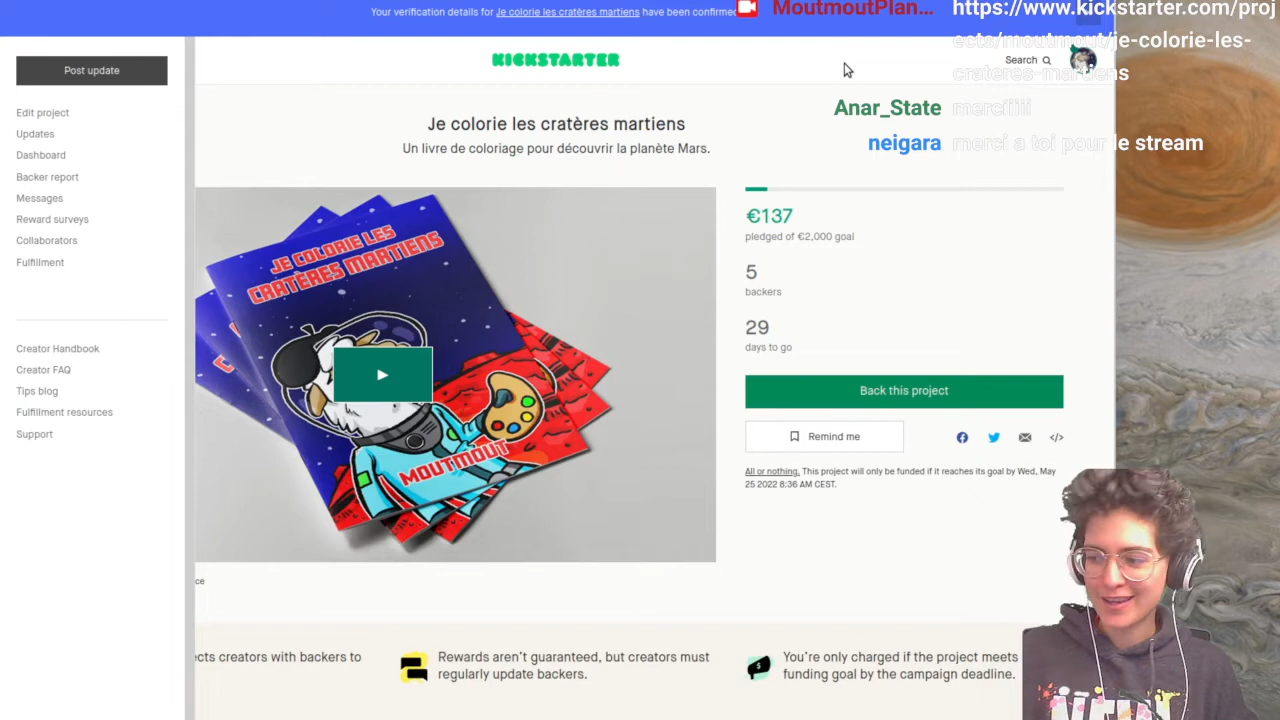 Your verification details for Je colorie les cratères martiens have been confirmed
MoutmoutPlan... https://www.kickstarter.com/proj
ects/moutmout/je-colorie-les-
crateres-martiens
Anar_State merciiiii
neigara merci a toi pour le stream
Post update
Edit project
Updates
Dashboard
Backer report
Messages
Reward surveys
Collaborators
Fulfillment
Creator Handbook
Creator FAQ
Tips blog
Fulfillment resources
Support
KICKSTARTER
Search
Je colorie les cratères martiens
Un livre de coloriage pour découvrir la planète Mars.
JE COLORIE LES
CRATÈRES MARTIENS
MOUTMOUT
€137
pledged of €2,000 goal
5
backers
29
days to go
Back this project
Remind me
All or nothing. This project will only be funded if it reaches its goal by Wed, May
25 2022 8:36 AM CEST.
ce
cts creators with backers to
Rewards aren't guaranteed, but creators must
regularly update backers.
You're only charged if the project meets
funding goal by the campaign deadline.